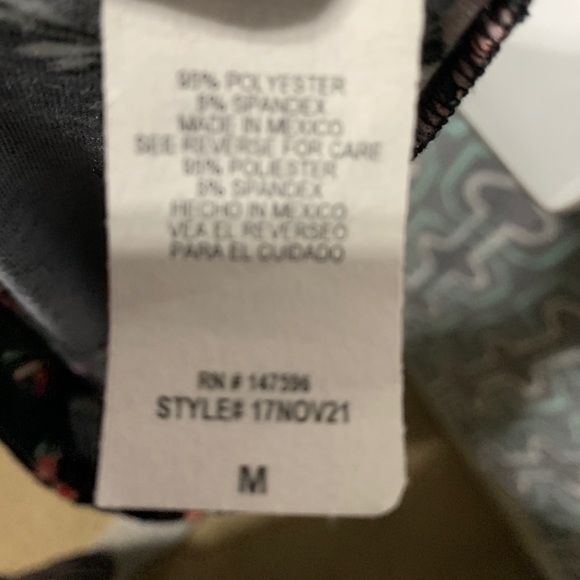 95% POLYESTER
5% SPANDEX
MADE IN MEXICO
SEE REVERSE FOR CARE
95% POLIESTER
5% SPANDEX
HECHO IN MEXICO
VEA EL REVERSEO
PARA EL CUIDADO
RN # 147596
STYLE# 17NOV21
M